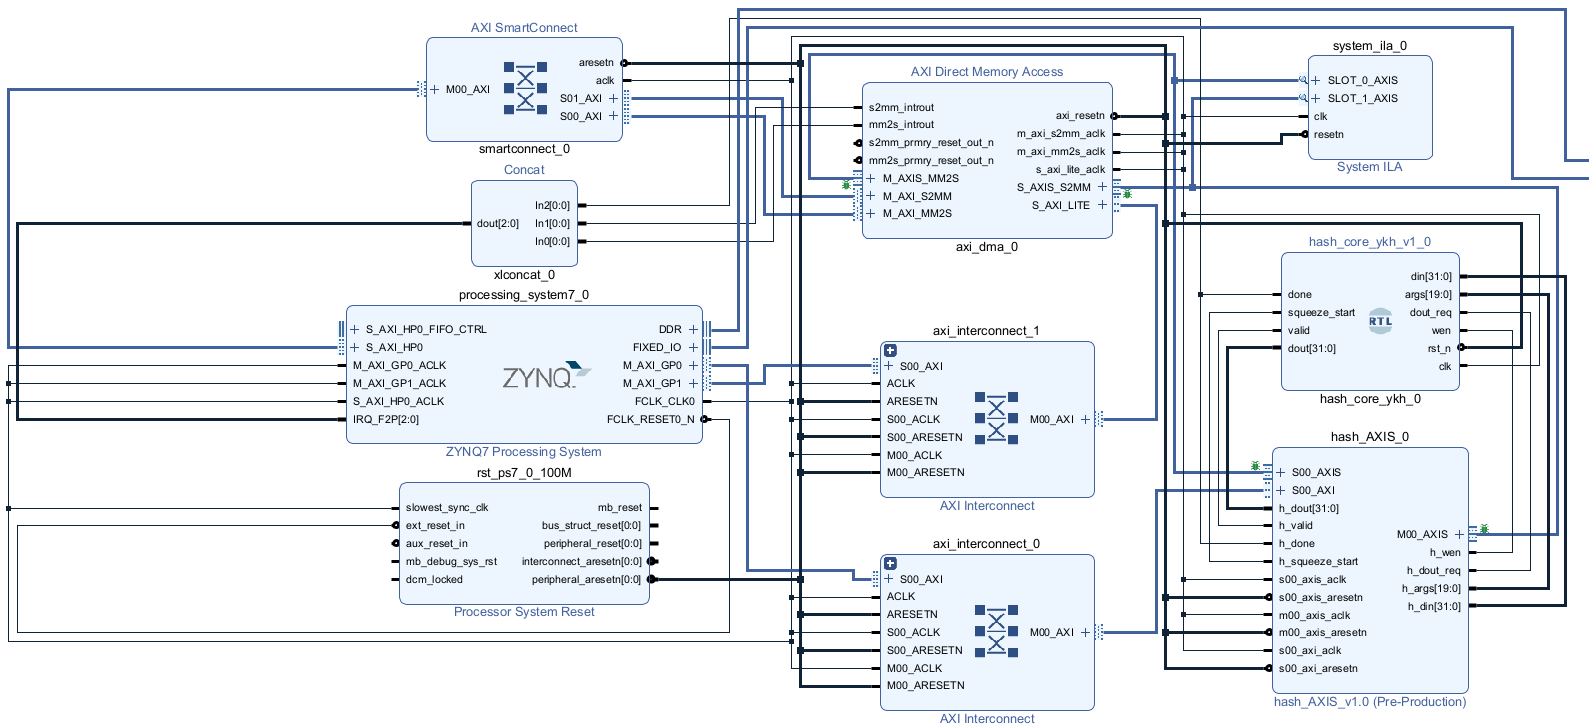 AXI SmartConnect
aresetn
aclk
M00_AXI
S01_AXI
S00_AXI
smartconnect_0
Concat
In2[0:0]
dout[2:0]
In1[0:0]
In0[0:0]
xlconcat_0
processing_system7_0
S_AXI_HP0_FIFO_CTRL
DDR
S_AXI_HP0
FIXED_IO
M_AXI_GP0_ACLK
M_AXI_GP0
M_AXI_GP1_ACLK
M_AXI_GP1
S_AXI_HP0_ACLK
FCLK_CLK0
IRQ_F2P[2:0]
FCLK_RESET0_N
ZYNQ
ZYNQ7 Processing System
rst_ps7_0_100M
slowest_sync_clk
mb_reset
ext_reset_in
bus_struct_reset[0:0]
aux_reset_in
peripheral_reset[0:0]
mb_debug_sys_rst
interconnect_aresetn[0:0]
dcm_locked
peripheral_aresetn[0:0]
Processor System Reset
AXI Direct Memory Access
s2mm_introut
axi_resetn
mm2s_introut
m_axi_s2mm_aclk
s2mm_prmry_reset_out_n
m_axi_mm2s_aclk
mm2s_prmry_reset_out_n
s_axi_lite_aclk
M_AXIS_MM2S
S_AXIS_S2MM
M_AXI_S2MM
S_AXI_LITE
M_AXI_MM2S
axi_dma_0
axi_interconnect_1
S00_AXI
ACLK
ARESETN
S00_ACLK
M00_AXI
S00_ARESETN
M00_ACLK
M00_ARESETN
AXI Interconnect
axi_interconnect_0
S00_AXI
ACLK
ARESETN
S00_ACLK
M00_AXI
S00_ARESETN
M00_ACLK
M00_ARESETN
AXI Interconnect
system_ila_0
SLOT_0_AXIS
SLOT_1_AXIS
clk
resetn
System ILA
hash_core_ykh_v1_0
din[31:0]
done
args[19:0]
squeeze_start
dout_req
valid
wen
dout[31:0]
rst_n
clk
RTL
hash_core_ykh_0
hash_AXIS_0
S00_AXIS
S00_AXI
h_dout[31:0]
h_valid
M00_AXIS
h_done
h_wen
h_squeeze_start
h_dout_req
s00_axis_aclk
h_args[19:0]
s00_axis_aresetn
h_din[31:0]
m00_axis_aclk
m00_axis_aresetn
s00_axi_aclk
s00_axi_aresetn
hash_AXIS_v1.0 (Pre-Production)